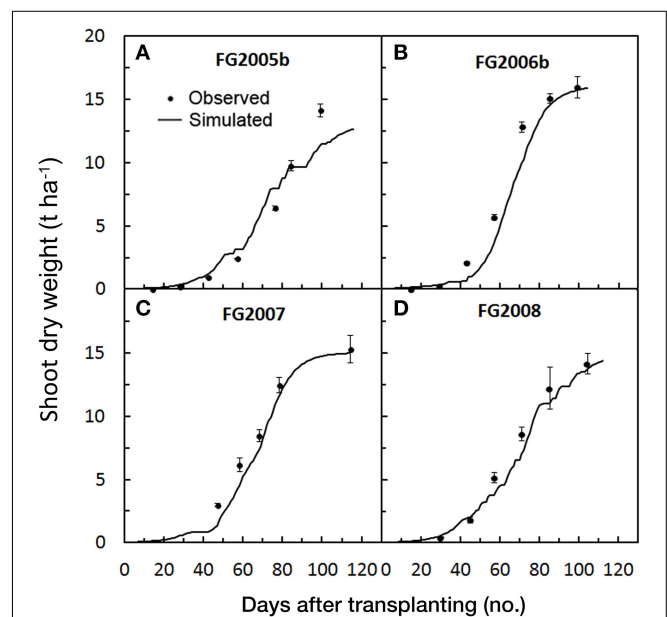 Shoot dry weight (t ha-1)
20
15
10
5
0
A
FG2005b
Observed
Simulated
B
FG2006b
15
10
5
0
C
FG2007
D
FG2008
0 20 40 60 80 100 120 0 20 40 60 80 100 120
Days after transplanting (no.)